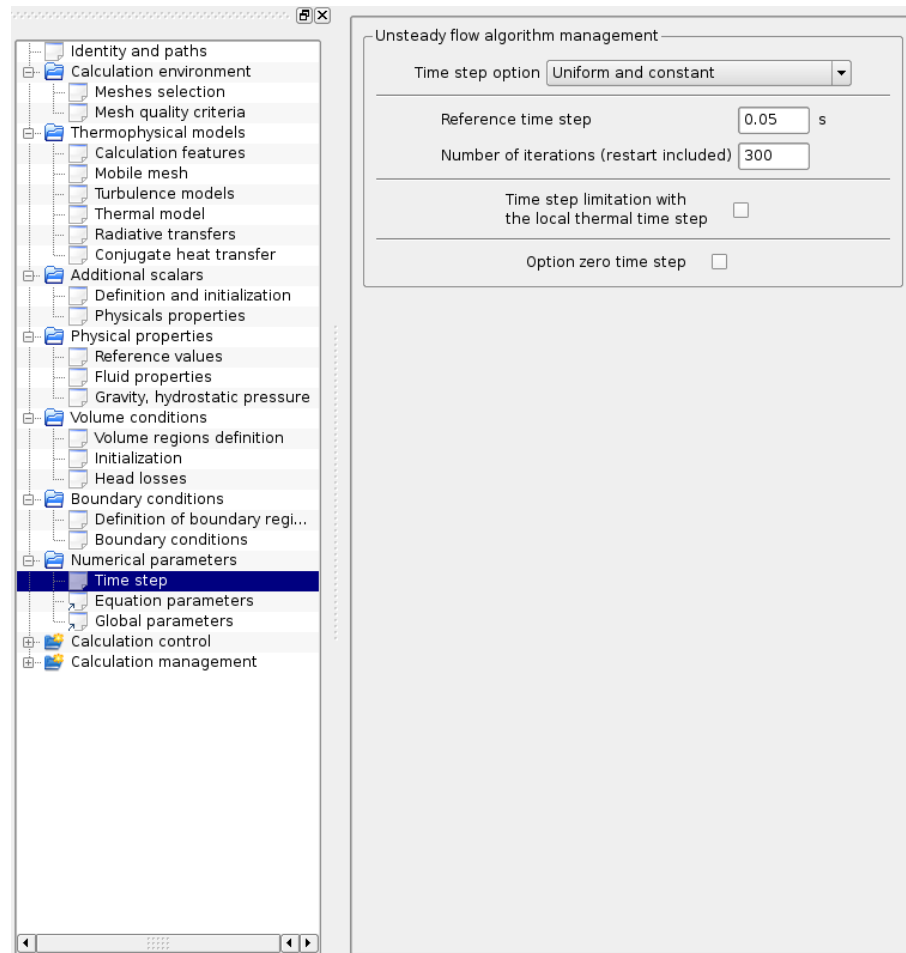 Identity and paths
Calculation environment
Meshes selection
Mesh quality criteria
Thermophysical models
Calculation features
Mobile mesh
Turbulence models
Thermal model
Radiative transfers
Conjugate heat transfer
Additional scalars
Definition and initialization
Physicals properties
Physical properties
Reference values
Fluid properties
Gravity, hydrostatic pressure
Volume conditions
Volume regions definition
Initialization
Head losses
Boundary conditions
Definition of boundary regi...
Boundary conditions
Numerical parameters
Time step
Equation parameters
Global parameters
Calculation control
Calculation management
Unsteady flow algorithm management
Time step option Uniform and constant
Reference time step 0.05 s
Number of iterations (restart included) 300
Time step limitation with
the local thermal time step
Option zero time step